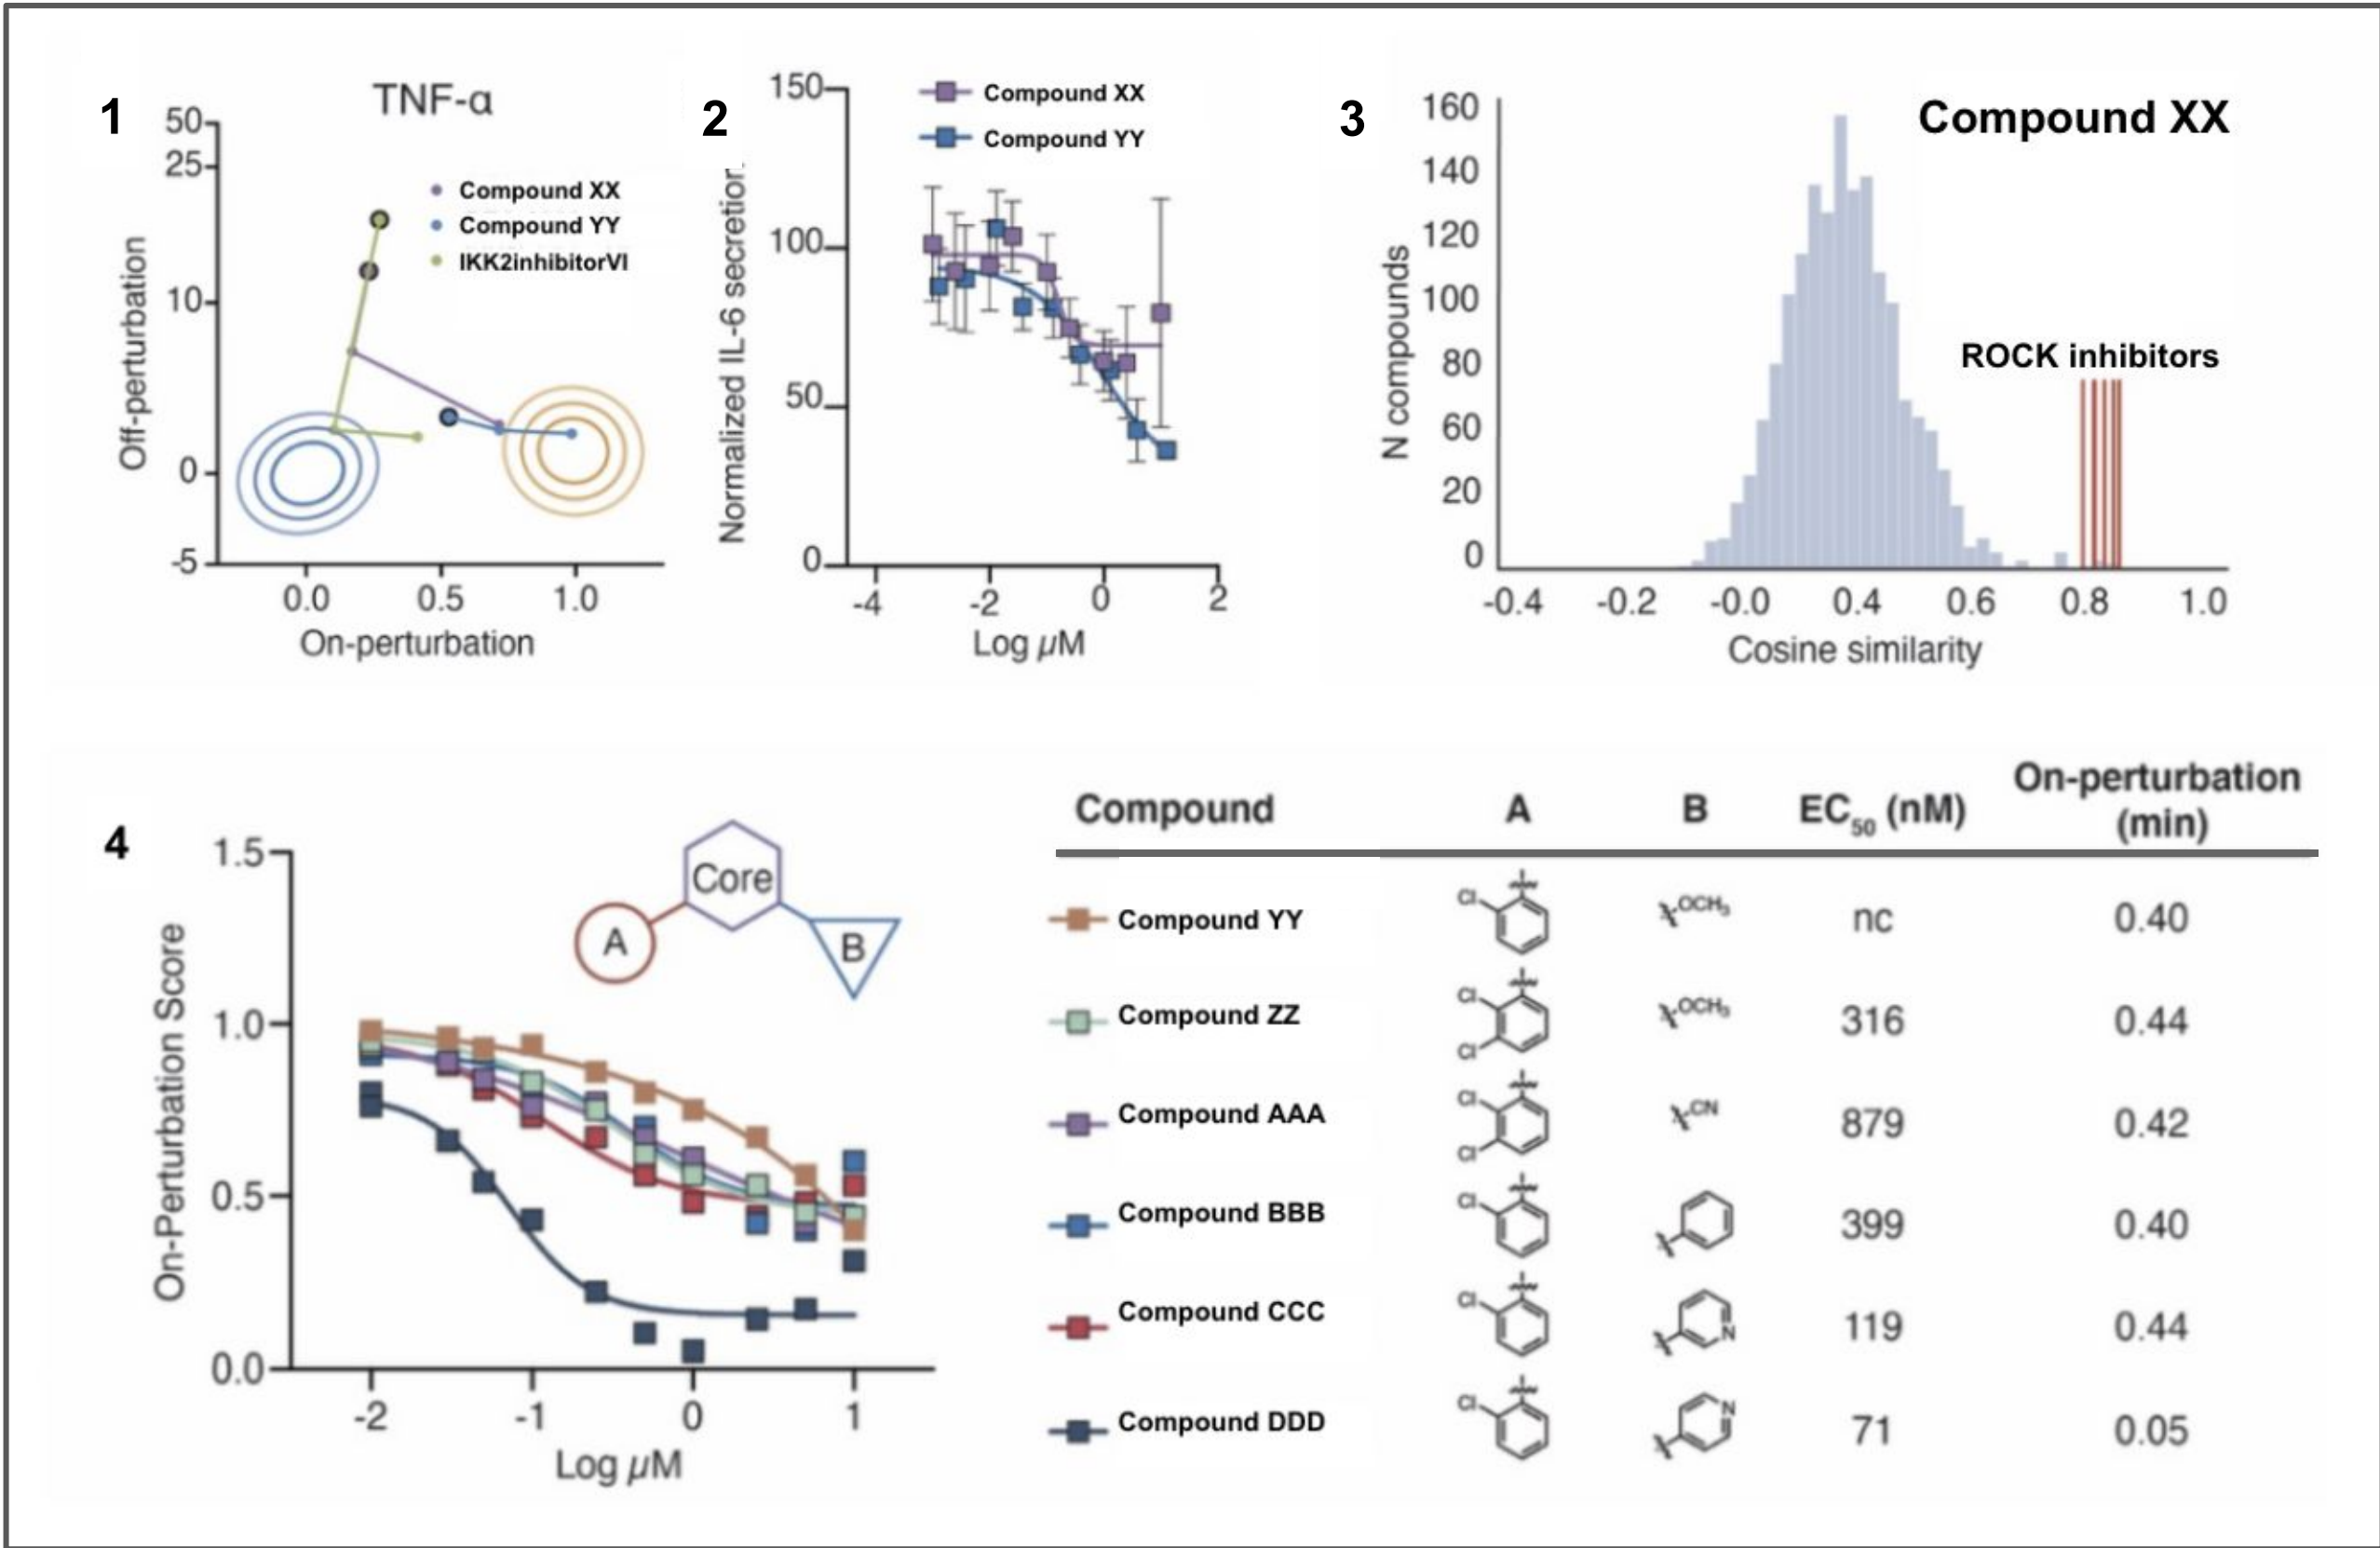 1
TNF-α
50
25
10
0
-5
Off-perturbation
Compound XX
Compound YY
IKK2inhibitorVI
0.0 0.5 1.0
On-perturbation
2
150
100
50
0
Normalized IL-6 secretion
Compound XX
Compound YY
-4 -2 0 2
Log µM
3
Compound XX
160
140
120
100
80
60
40
20
0
N compounds
ROCK inhibitors
-0.4 -0.2 -0.0 0.4 0.6 0.8 1.0
Cosine similarity
4
1.5
1.0
0.5
0.0
On-Perturbation Score
Core
A
B
-2 -1 0 1
Log µM
Compound A B EC50 (nM) On-perturbation (min)
Compound YY Cl OCH3 nc 0.40
Compound ZZ Cl Cl OCH3 316 0.44
Compound AAA Cl Cl CN 879 0.42
Compound BBB Cl 399 0.40
Compound CCC Cl N 119 0.44
Compound DDD Cl N 71 0.05